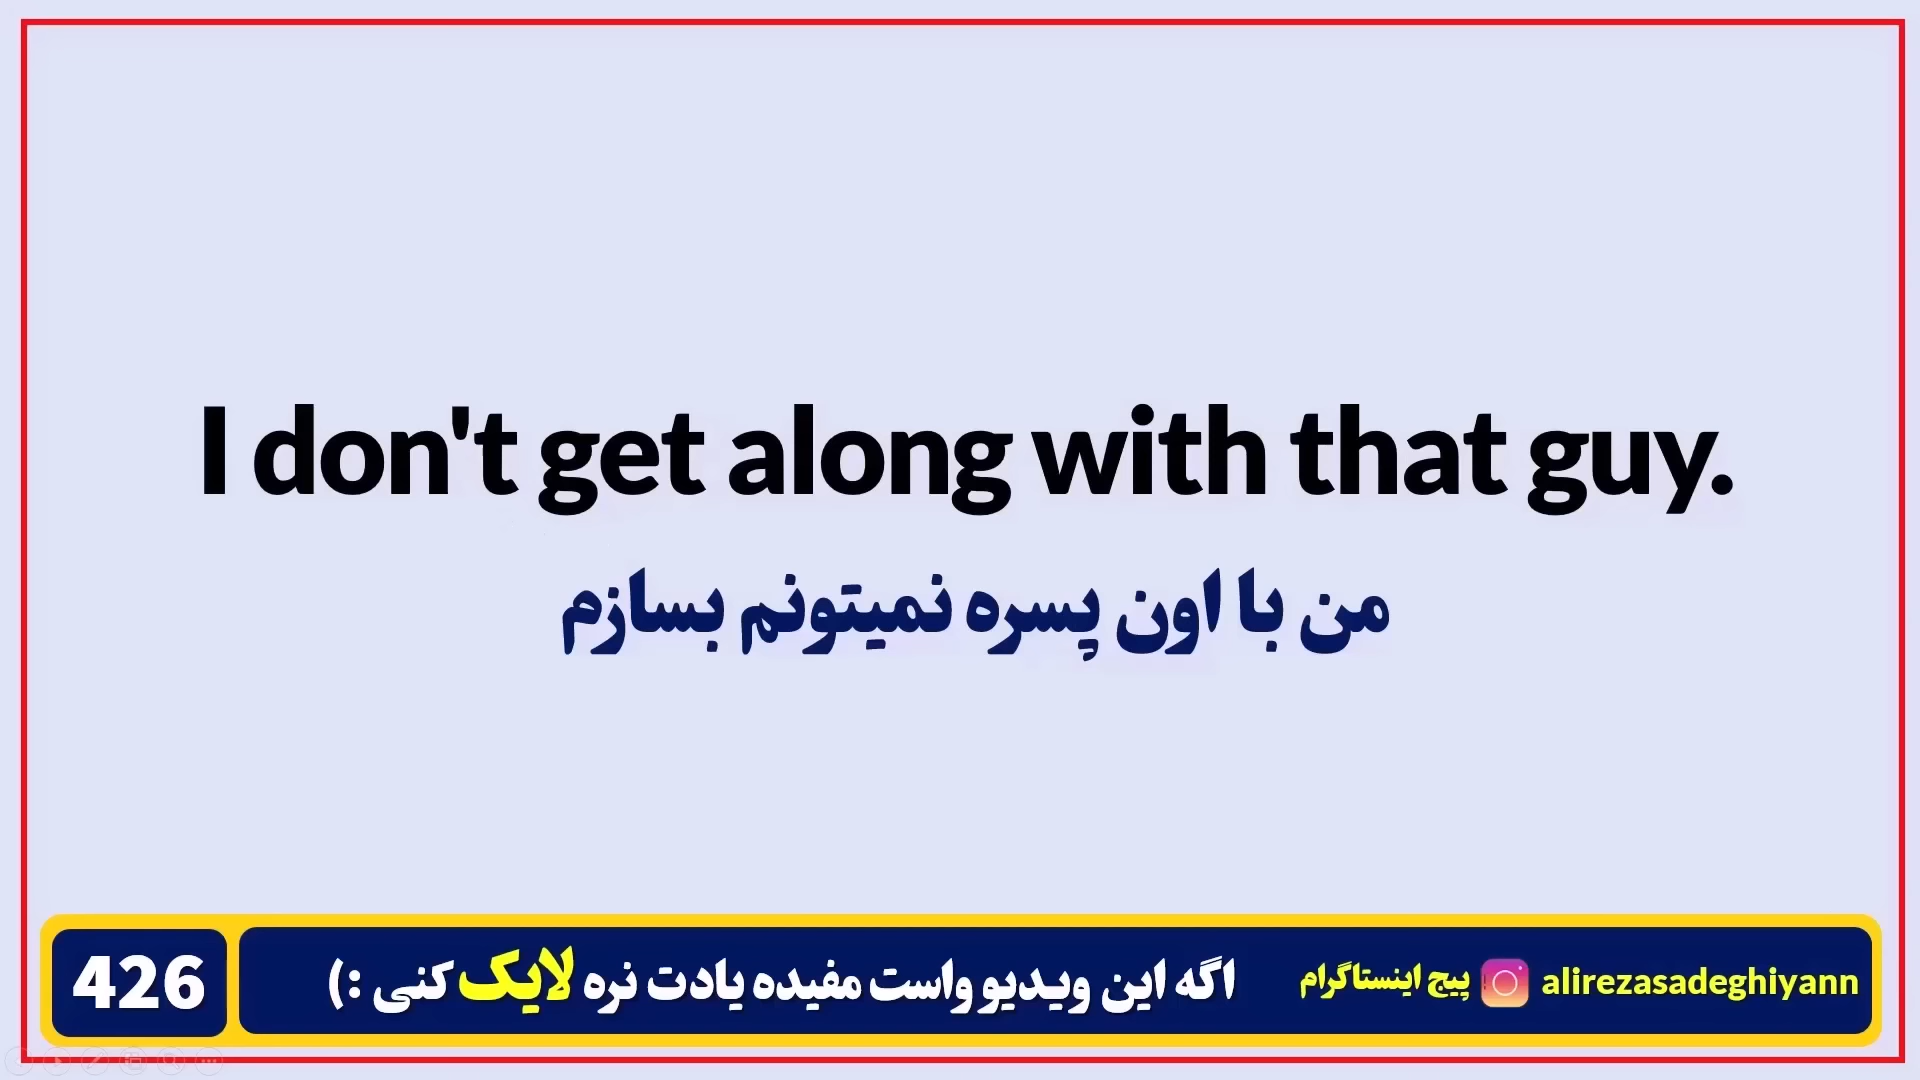 I don't get along with that guy.
من با اون پسره نمیتونم بسازم
426
اگه این ویدیو واست مفیده یادت نره لایک کنی :)
پیج اینستاگرام
alirezasadeghiyann